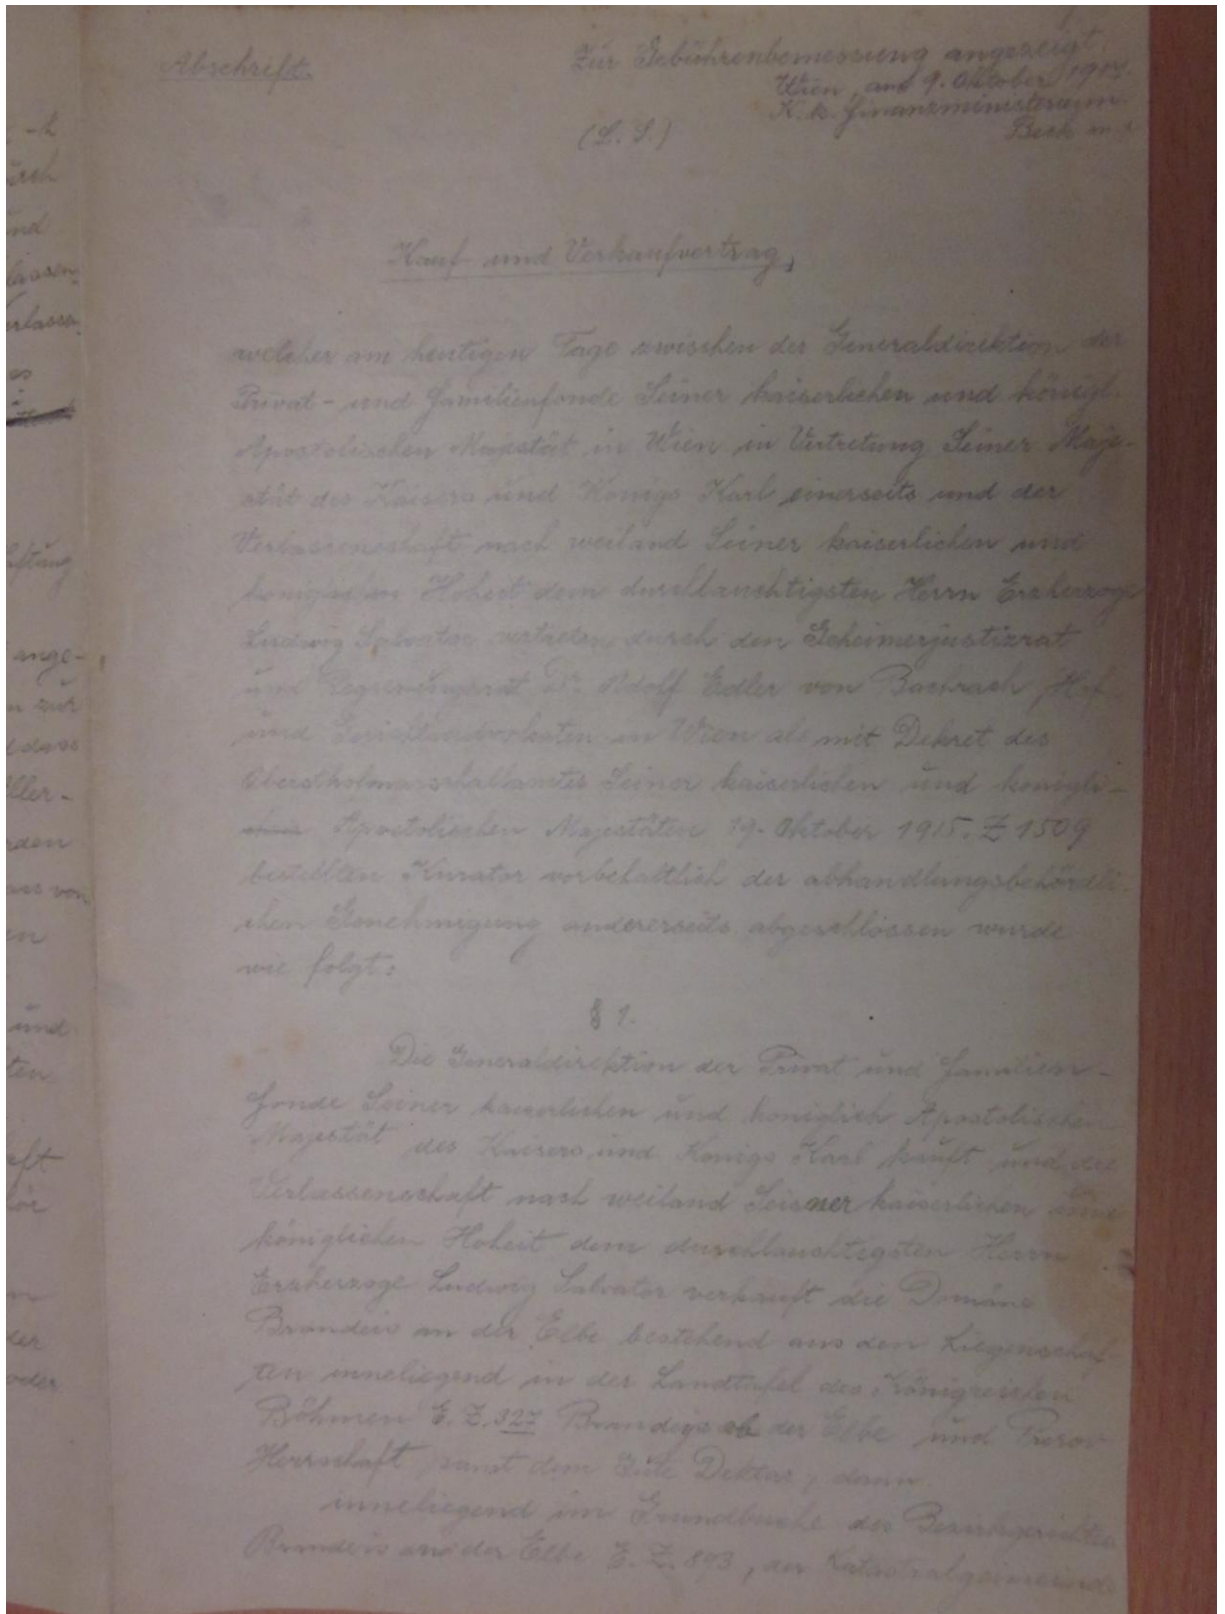 Abschrift.
Zur Gebührenbemessung angezeigt
Wien, am 9. Oktober 1917.
K. k. Finanzministerium
(L. S.)
Beck m. p.
Kauf- und Verkaufvertrag,
welcher am heutigen Tage zwischen der Generaldirektion der
Privat- und Familienfonde Seiner kaiserlichen und königl.
Apostolischen Majestät in Wien in Vertretung Seiner Maje-
stät des Kaisers und Königs Karl einerseits und der
Verlassenschaft nach weiland Seiner kaiserlichen und
königlichen Hoheit dem durchlauchtigsten Herrn Erzherzoge
Ludwig Salvator vertreten durch den Geheimerjustizrat
und Regierungsrat Dr. Adolf Edler von Bachrach Hof
und Gerichtsadvokaten in Wien als mit Dekret des
Obersthofmarschallamtes Seiner kaiserlichen und königli-
Apostolischen Majestäten 19. Oktober 1915. Z 1509
bestellten Kurator vorbehaltlich der abhandlungsbehördli-
chen Genehmigung andererseits abgeschlossen wurde
wie folgt:
§ 1.
Die Generaldirektion der Privat und Familien-
fonde Seiner kaiserlichen und königlich Apostolischen
Majestät des Kaisers und Königs Karl kauft und die
Verlassenschaft nach weiland Seisner kaiserlichen und
königlichen Hoheit dem durchlauchtigsten Herrn
Erzherzoge Ludwig Salvator verkauft die Domäne
Brandeis an der Elbe bestehend aus den Liegenschaf-
ten inneliegend in der Landtafel des Königreiches
Böhmen E. Z. 327 Brandeis ob der Elbe und Prerov
Herrschaft samt dem Gute Dektar, dann
inneliegend im Grundbuche des Bezirksgerichtes
Brandeis an der Elbe E. Z. 893, der Katastralgemeinde